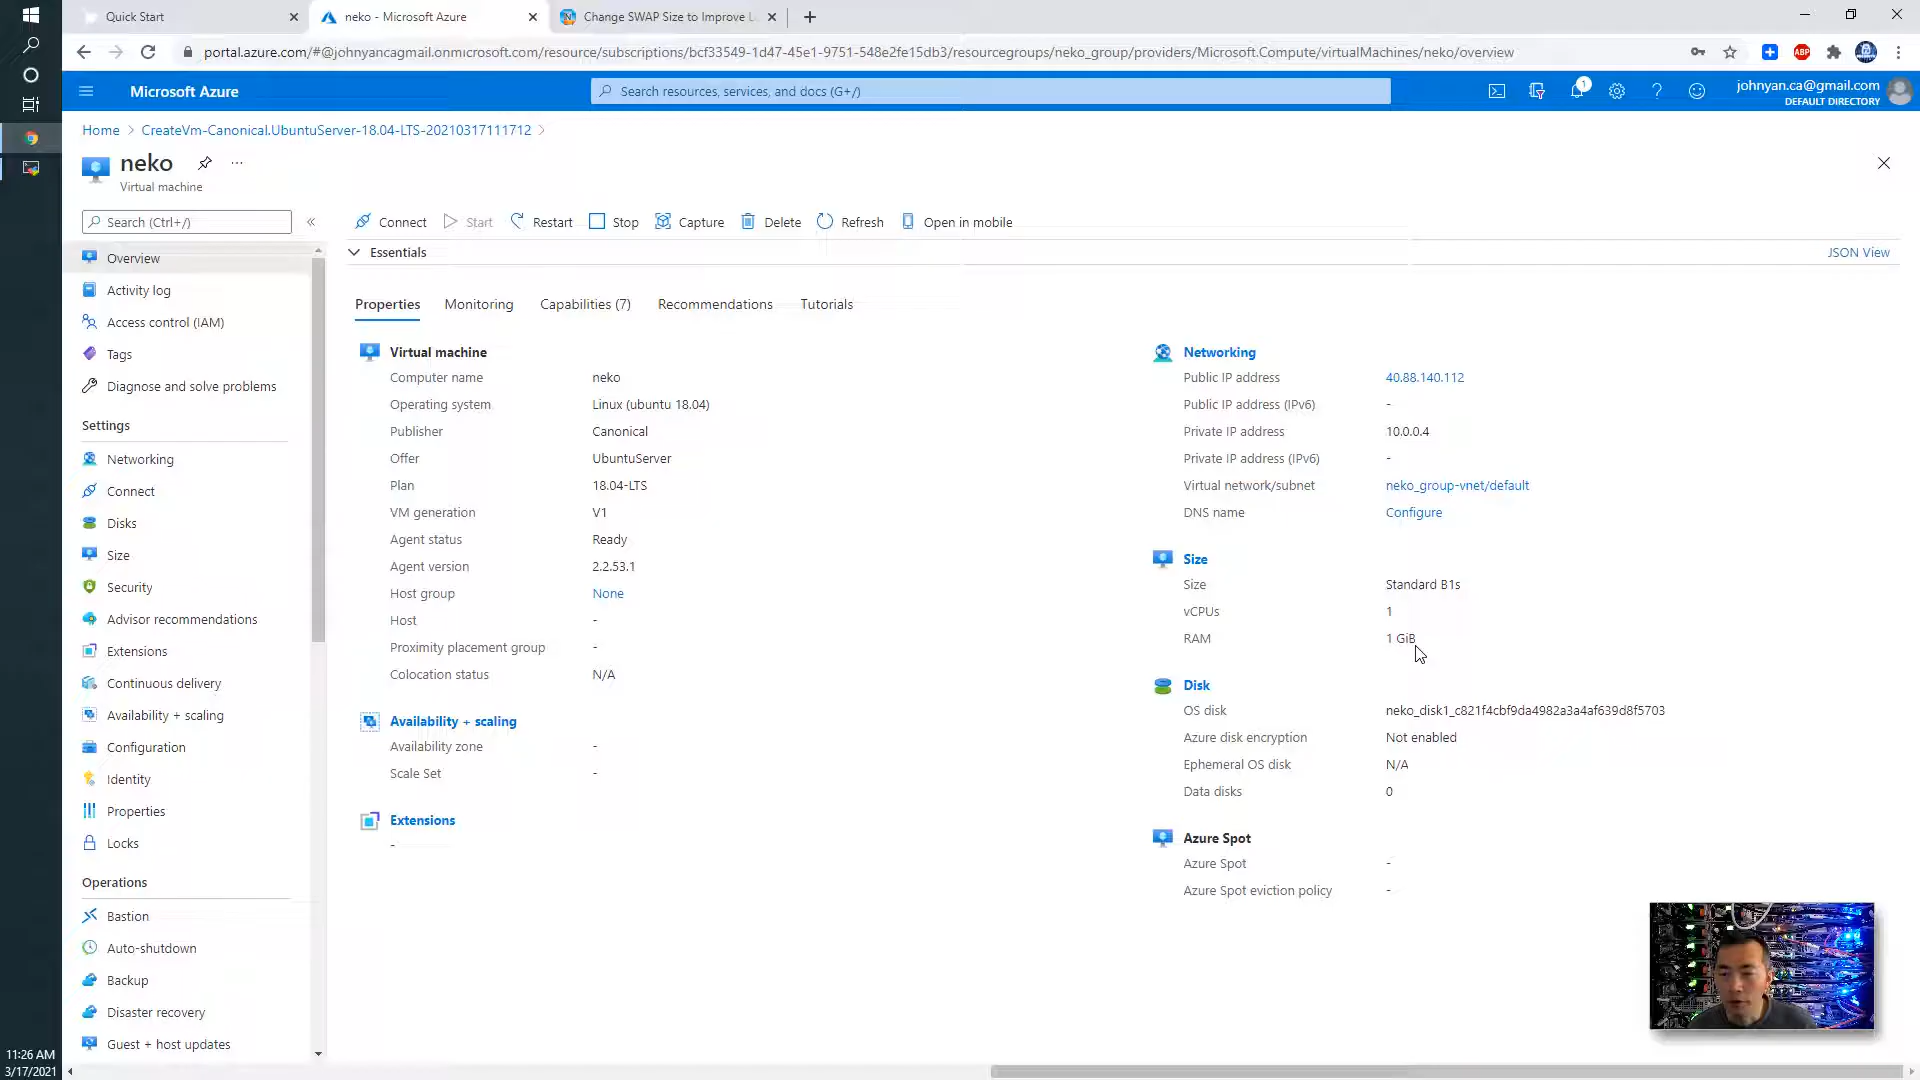 Quick Start
neko - Microsoft Azure
Change SWAP Size to Improve L
portal.azure.com/#@johnyancagmail.onmicrosoft.com/resource/subscriptions/bcf33549-1d47-45e1-9751-548e2fe15db3/resourcegroups/neko_group/providers/Microsoft.Compute/virtualMachines/neko/overview
ABP
Microsoft Azure
Search resources, services, and docs (G+/)
1
johnyan.ca@gmail.com
DEFAULT DIRECTORY
Home > CreateVm-Canonical.UbuntuServer-18.04-LTS-20210317111712 >
neko
Virtual machine
Search (Ctrl+/)
Overview
Activity log
Access control (IAM)
Tags
Diagnose and solve problems
Settings
Networking
Connect
Disks
Size
Security
Advisor recommendations
Extensions
Continuous delivery
Availability + scaling
Configuration
Identity
Properties
Locks
Operations
Bastion
Auto-shutdown
Backup
Disaster recovery
Guest + host updates
Connect Start Restart Stop Capture Delete Refresh Open in mobile
Essentials
JSON View
Properties Monitoring Capabilities (7) Recommendations Tutorials
Virtual machine
Computer name neko
Operating system Linux (ubuntu 18.04)
Publisher Canonical
Offer UbuntuServer
Plan 18.04-LTS
VM generation V1
Agent status Ready
Agent version 2.2.53.1
Host group None
Host -
Proximity placement group -
Colocation status N/A
Availability + scaling
Availability zone -
Scale Set -
Extensions
-
Networking
Public IP address 40.88.140.112
Public IP address (IPv6) -
Private IP address 10.0.0.4
Private IP address (IPv6) -
Virtual network/subnet neko_group-vnet/default
DNS name Configure
Size
Size Standard B1s
vCPUs 1
RAM 1 GiB
Disk
OS disk neko_disk1_c821f4cbf9da4982a3a4af639d8f5703
Azure disk encryption Not enabled
Ephemeral OS disk N/A
Data disks 0
Azure Spot
Azure Spot -
Azure Spot eviction policy -
11:26 AM
3/17/2021